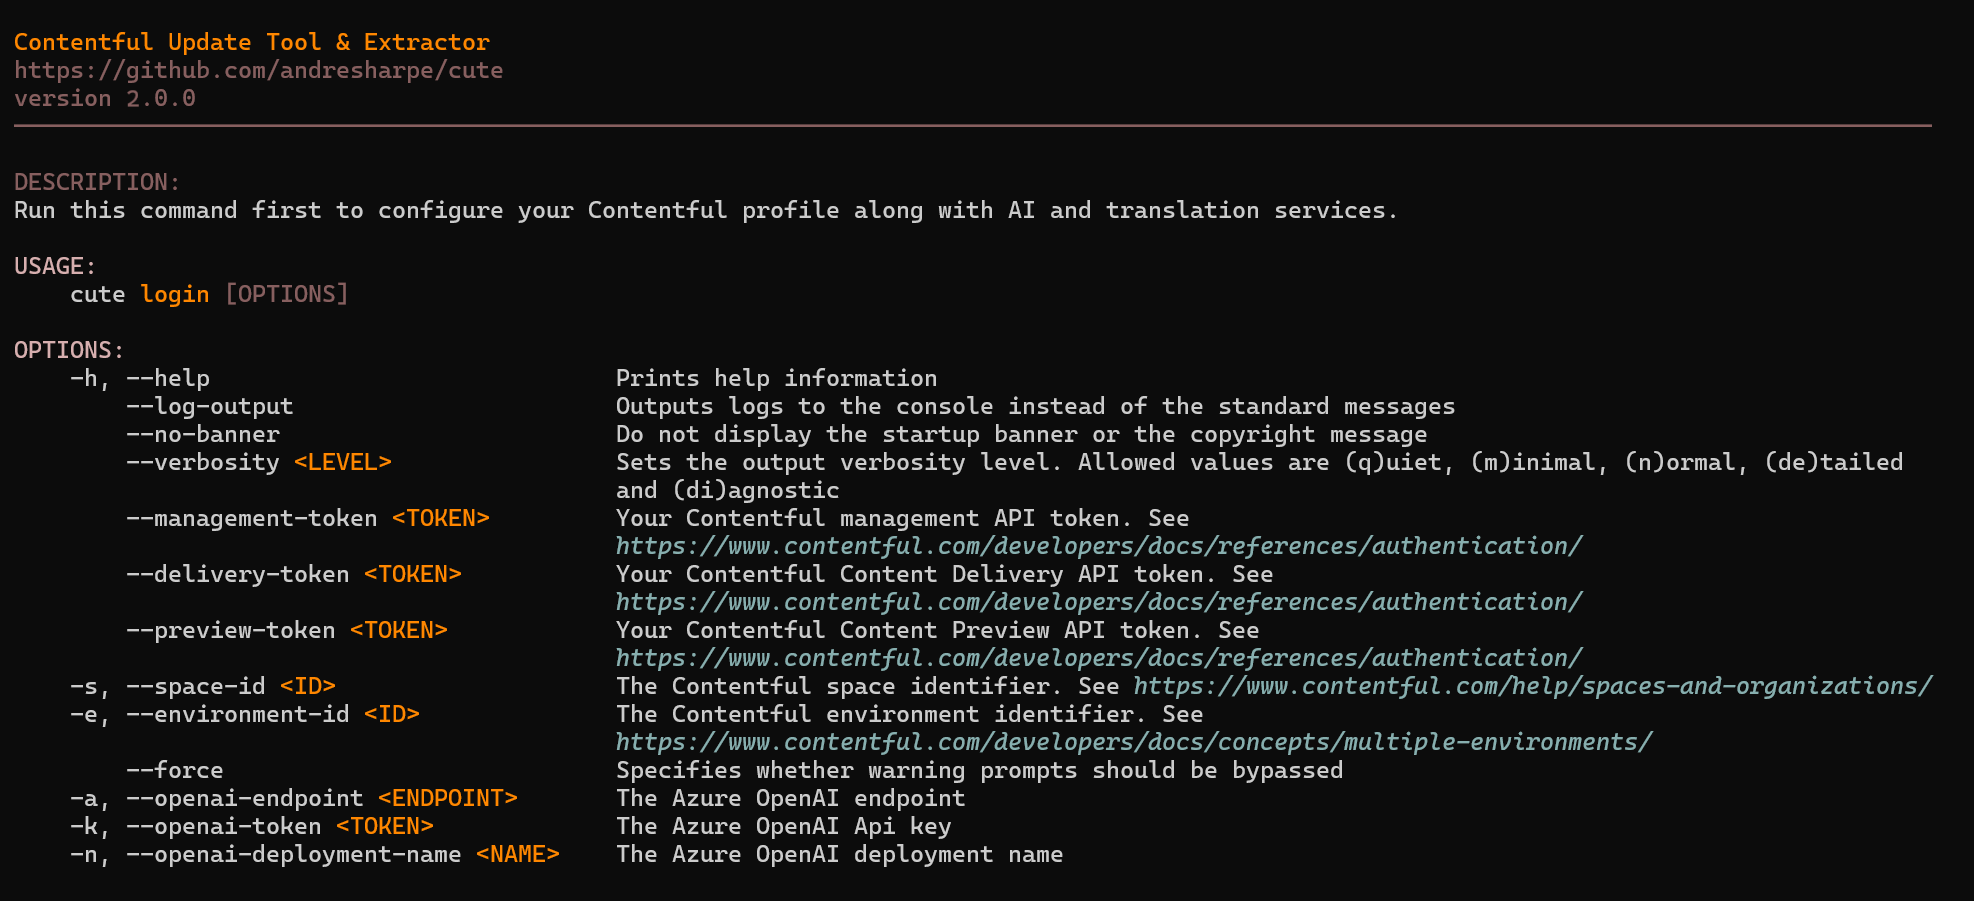 Contentful Update Tool & Extractor
https://github.com/andresharpe/cute
version 2.0.0
DESCRIPTION:
Run this command first to configure your Contentful profile along with AI and translation services.
USAGE:
    cute login [OPTIONS]
OPTIONS:
    -h, --help                             Prints help information
        --log-output                       Outputs logs to the console instead of the standard messages
        --no-banner                        Do not display the startup banner or the copyright message
        --verbosity <LEVEL>                Sets the output verbosity level. Allowed values are (q)uiet, (m)inimal, (n)ormal, (de)tailed
                                           and (di)agnostic
        --management-token <TOKEN>         Your Contentful management API token. See
                                           https://www.contentful.com/developers/docs/references/authentication/
        --delivery-token <TOKEN>           Your Contentful Content Delivery API token. See
                                           https://www.contentful.com/developers/docs/references/authentication/
        --preview-token <TOKEN>            Your Contentful Content Preview API token. See
                                           https://www.contentful.com/developers/docs/references/authentication/
    -s, --space-id <ID>                    The Contentful space identifier. See https://www.contentful.com/help/spaces-and-organizations/
    -e, --environment-id <ID>              The Contentful environment identifier. See
                                           https://www.contentful.com/developers/docs/concepts/multiple-environments/
        --force                            Specifies whether warning prompts should be bypassed
    -a, --openai-endpoint <ENDPOINT>       The Azure OpenAI endpoint
    -k, --openai-token <TOKEN>             The Azure OpenAI Api key
    -n, --openai-deployment-name <NAME>    The Azure OpenAI deployment name